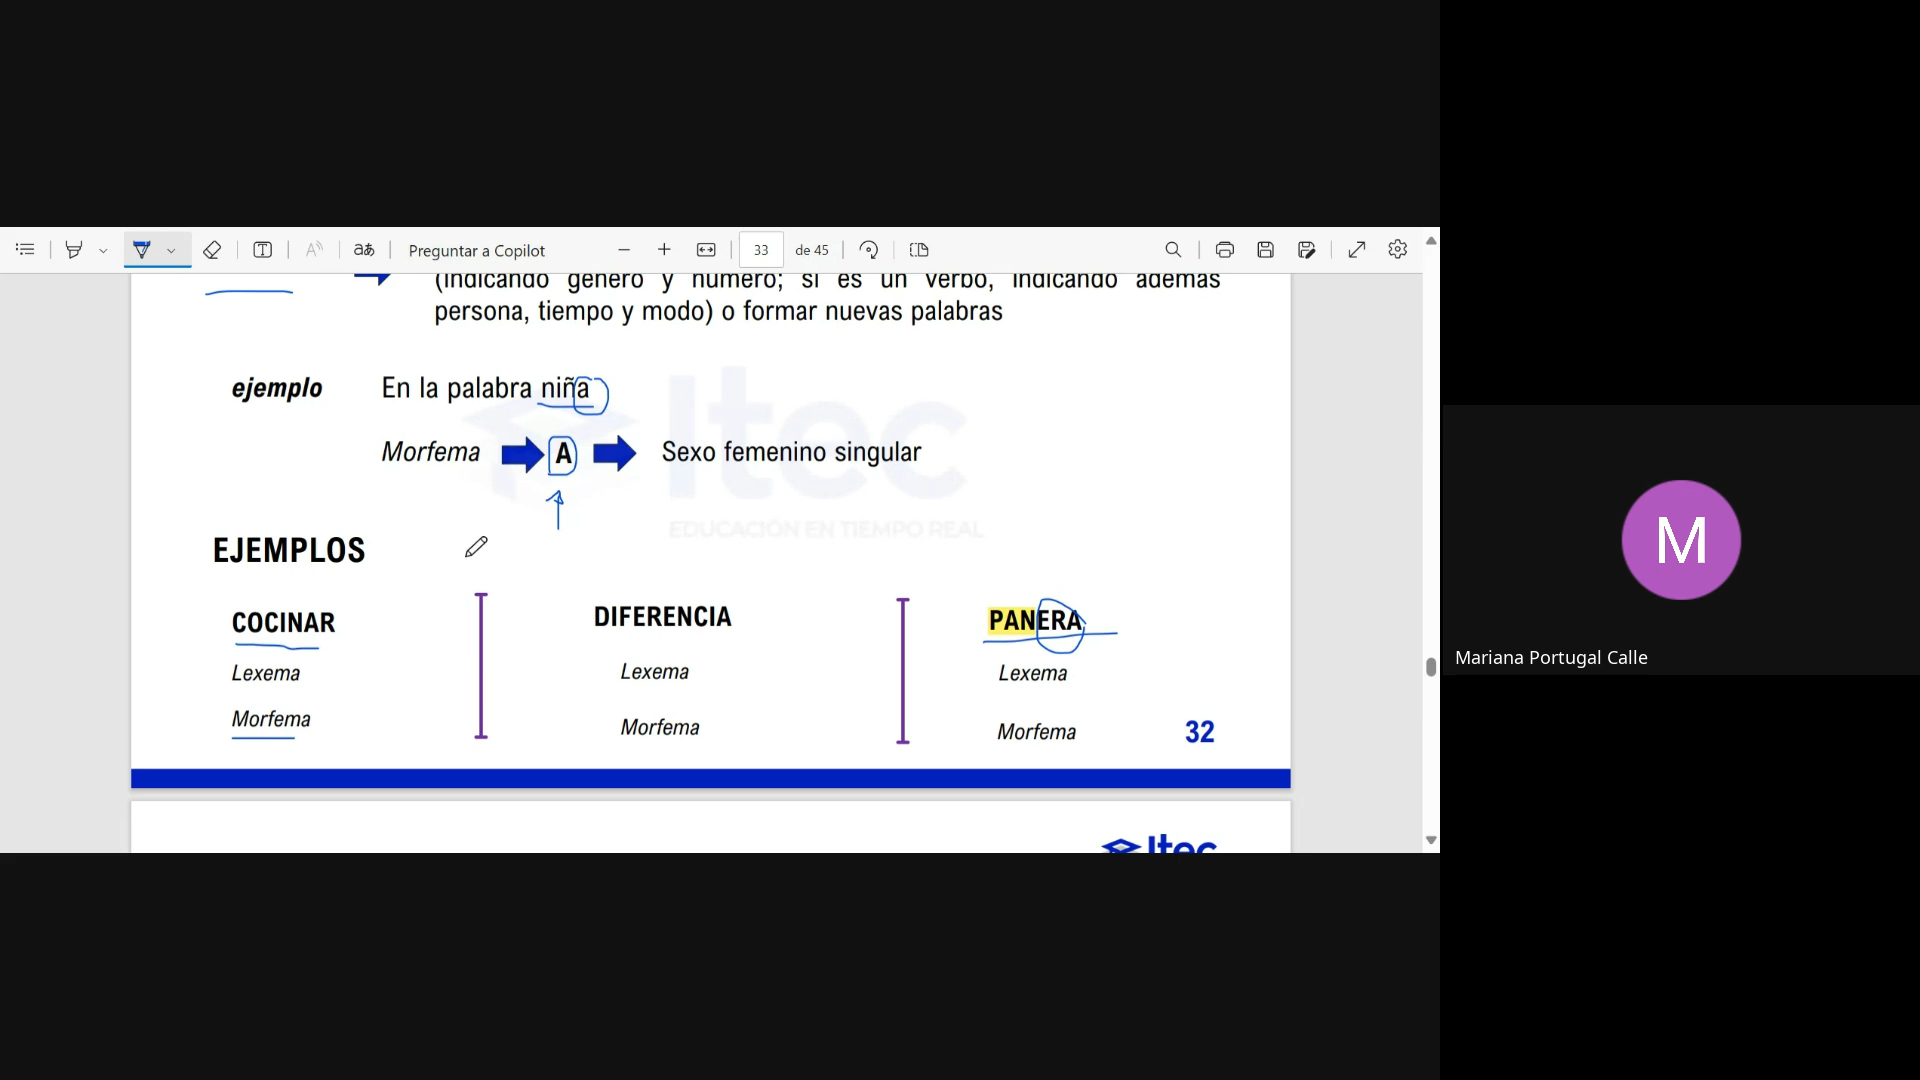 Preguntar a Copilot
33
de 45
(indicando género y número; si es un verbo, indicando además
persona, tiempo y modo) o formar nuevas palabras
ejemplo En la palabra niña
Morfema A Sexo femenino singular
Itec
EDUCACIÓN EN TIEMPO REAL
EJEMPLOS
COCINAR DIFERENCIA PANERA
Lexema Lexema Lexema
Morfema Morfema Morfema
32
Itec
M
Mariana Portugal Calle